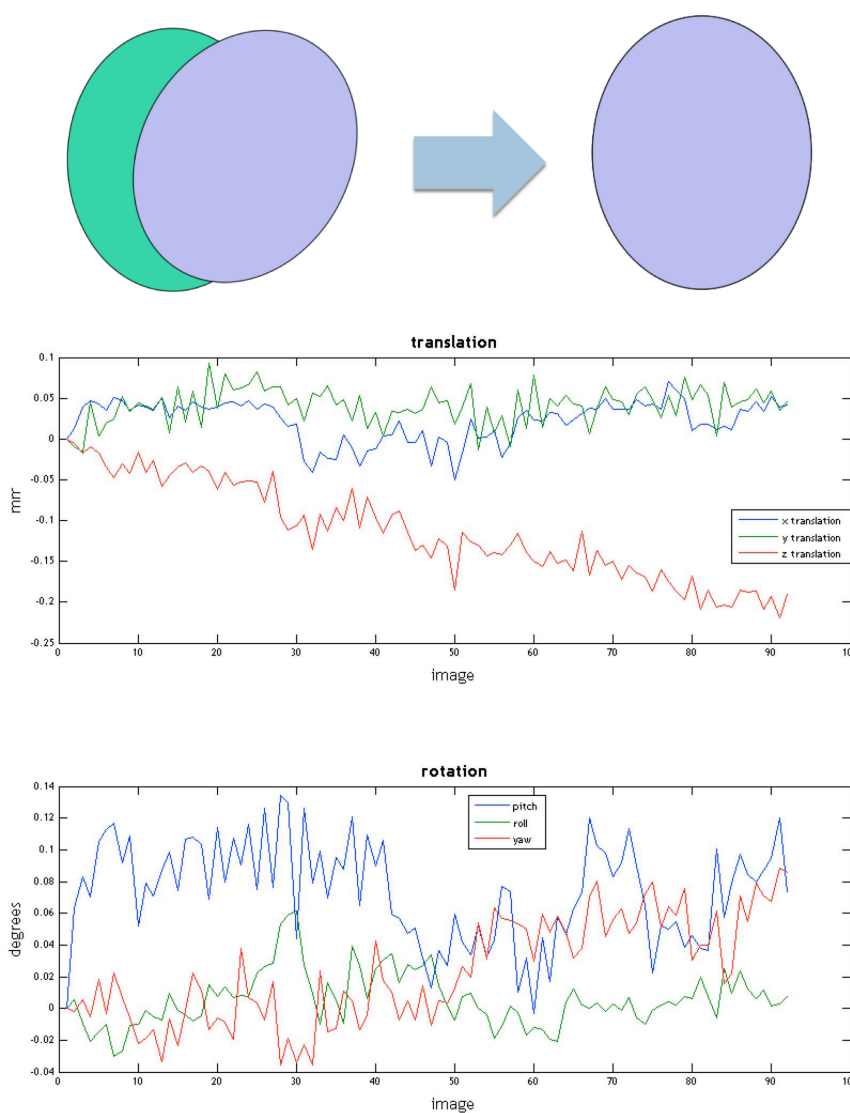 translation
0.1
0.05
0
-0.05
-0.1
-0.15
-0.2
-0.25
mm
x translation
y translation
z translation
0 10 20 30 40 50 60 70 80 90 100
image
rotation
0.14
0.12
0.1
0.08
0.06
0.04
0.02
0
-0.02
-0.04
degrees
pitch
roll
yaw
0 10 20 30 40 50 60 70 80 90 100
image